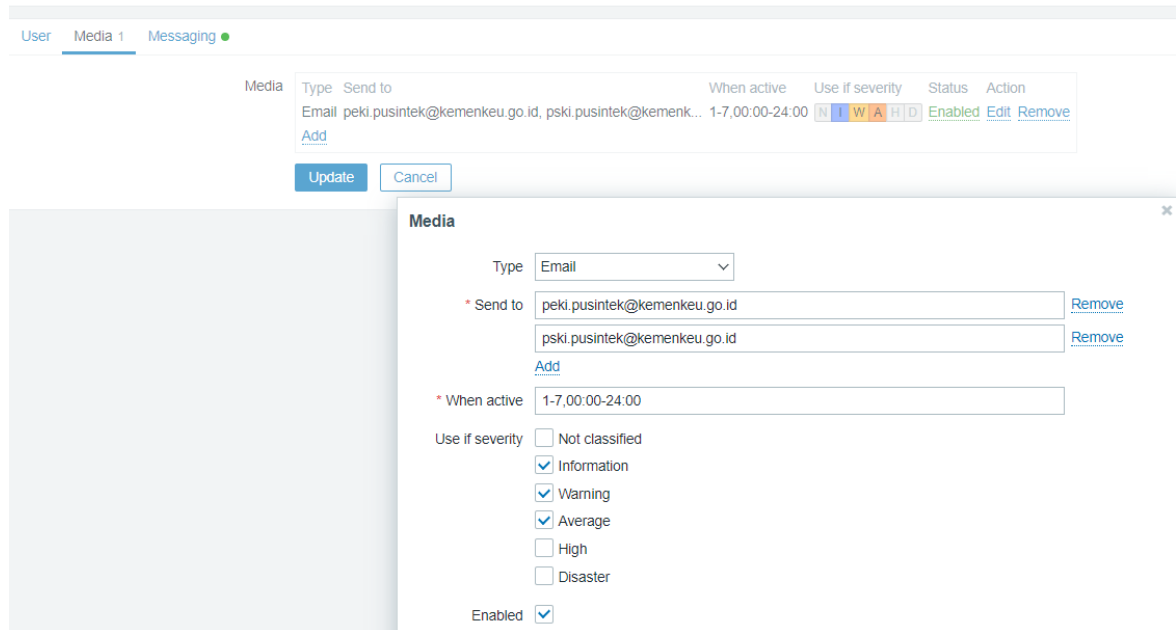 User Media 1 Messaging
Media Type Send to When active Use if severity Status Action
Email peki.pusintek@kemenkeu.go.id, pski.pusintek@kemenk... 1-7,00:00-24:00 N I W A H D Enabled Edit Remove
Add
Update Cancel
Media
Type Email
* Send to peki.pusintek@kemenkeu.go.id Remove
pski.pusintek@kemenkeu.go.id Remove
Add
* When active 1-7,00:00-24:00
Use if severity Not classified
Information
Warning
Average
High
Disaster
Enabled